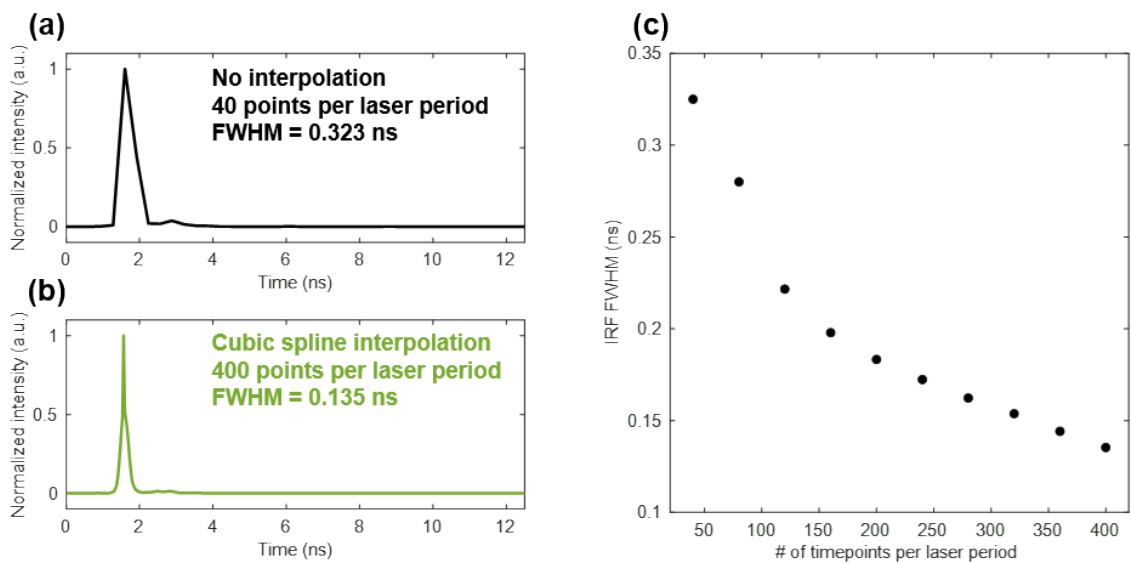 (a)
Normalized intensity (a.u.)
1
0.5
0
No interpolation
40 points per laser period
FWHM = 0.323 ns
0 2 4 6 8 10 12
Time (ns)
(b)
Normalized intensity (a.u.)
1
0.5
0
Cubic spline interpolation
400 points per laser period
FWHM = 0.135 ns
0 2 4 6 8 10 12
Time (ns)
(c)
IRF FWHM (ns)
0.35
0.3
0.25
0.2
0.15
0.1
50 100 150 200 250 300 350 400
# of timepoints per laser period